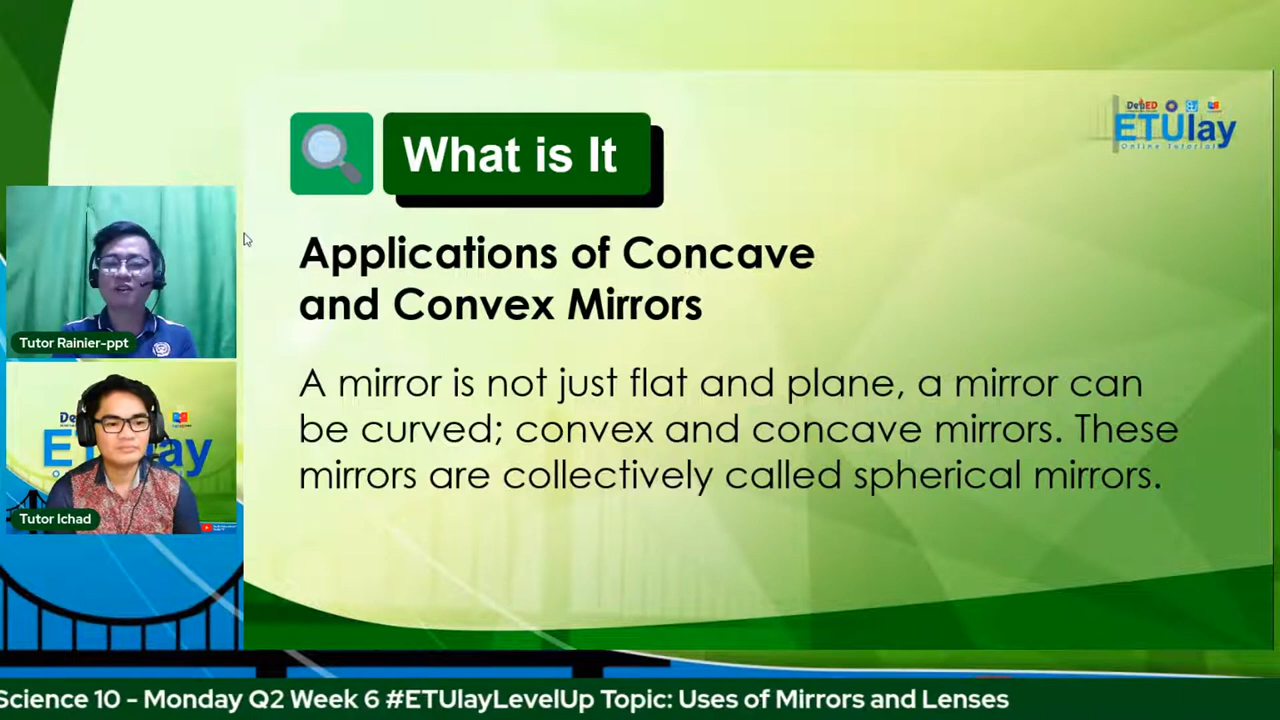 DepED
ETUlay
Online Tutorial
What is It
Applications of Concave
and Convex Mirrors
A mirror is not just flat and plane, a mirror can
be curved; convex and concave mirrors. These
mirrors are collectively called spherical mirrors.
Tutor Rainier-ppt
Tutor Ichad
Science 10 - Monday Q2 Week 6 #ETUlayLevelUp Topic: Uses of Mirrors and Lenses